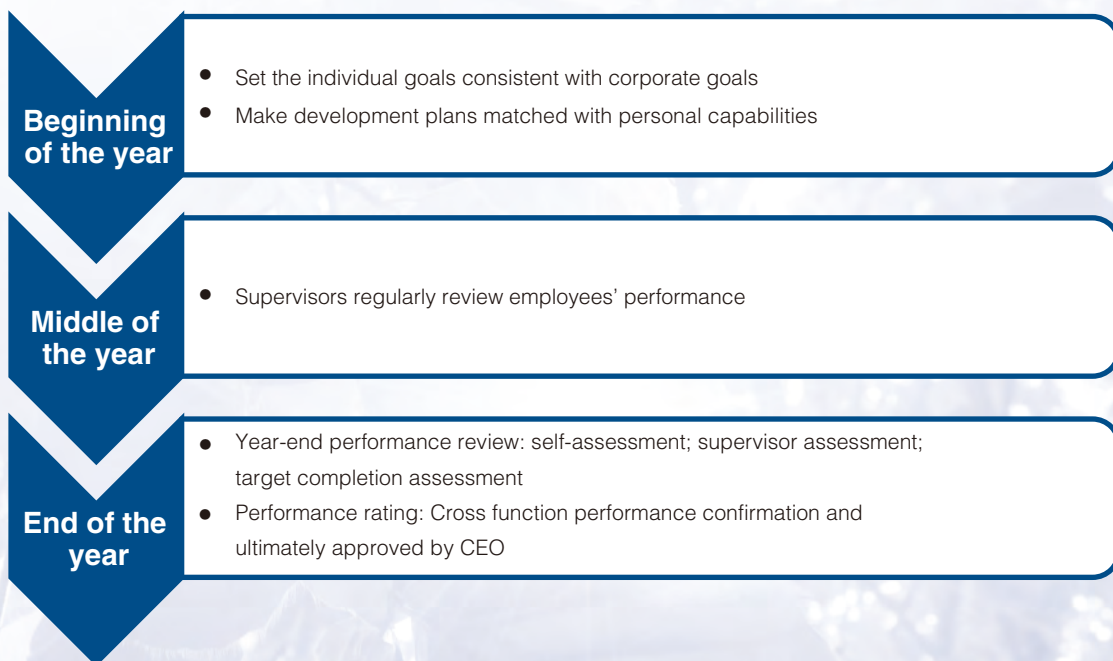 Beginning
of the year
• Set the individual goals consistent with corporate goals
• Make development plans matched with personal capabilities
Middle of
the year
• Supervisors regularly review employees’ performance
End of the
year
• Year-end performance review: self-assessment; supervisor assessment;
target completion assessment
• Performance rating: Cross function performance confirmation and
ultimately approved by CEO